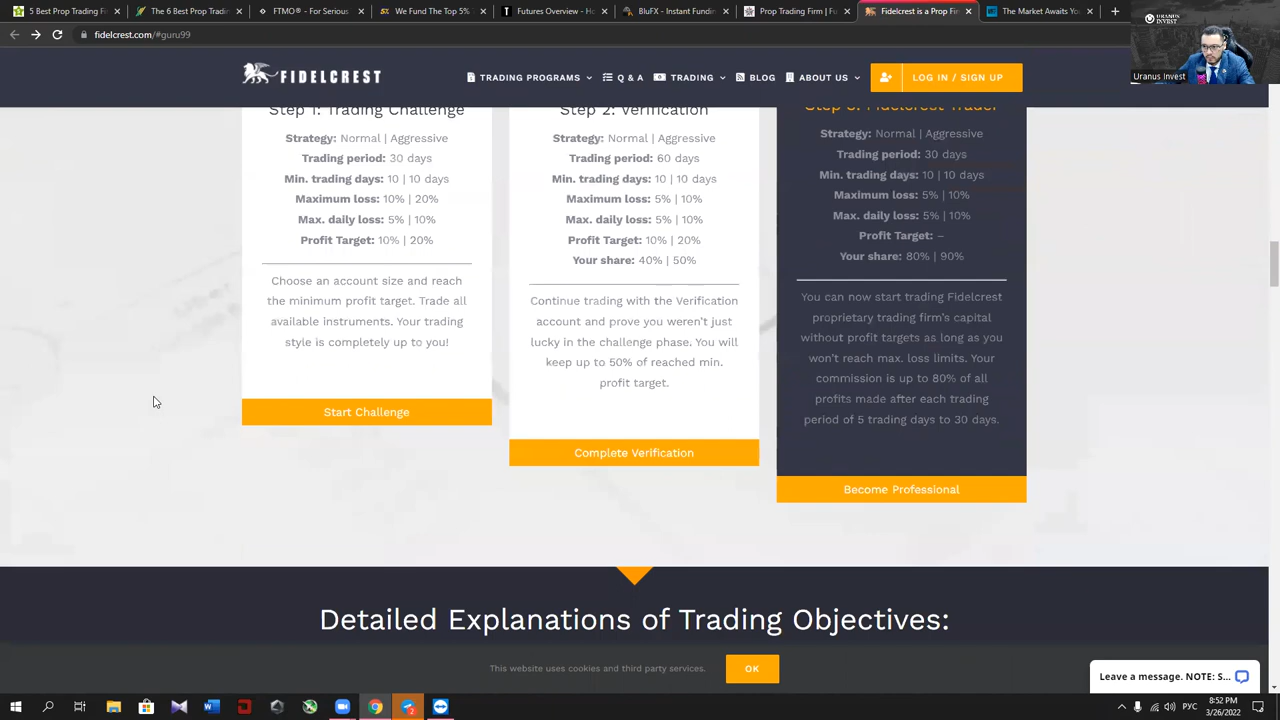 5 Best Prop Trading Fir
The 6 Best Prop Tradin
FTMO® - For Serious
We Fund The Top 5%
Futures Overview - Ho
BluFX - Instant Fundin
Prop Trading Firm | Fu
Fidelcrest is a Prop Fir
The Market Awaits Yo
fidelcrest.com/#guru99
URANUS
INVEST
Uranus Invest
FIDELCREST
TRADING PROGRAMS
Q & A
TRADING
BLOG
ABOUT US
LOG IN / SIGN UP
Step 1: Trading Challenge
Strategy: Normal | Aggressive
Trading period: 30 days
Min. trading days: 10 | 10 days
Maximum loss: 10% | 20%
Max. daily loss: 5% | 10%
Profit Target: 10% | 20%
Choose an account size and reach
the minimum profit target. Trade all
available instruments. Your trading
style is completely up to you!
Start Challenge
Step 2: Verification
Strategy: Normal | Aggressive
Trading period: 60 days
Min. trading days: 10 | 10 days
Maximum loss: 5% | 10%
Max. daily loss: 5% | 10%
Profit Target: 10% | 20%
Your share: 40% | 50%
Continue trading with the Verification
account and prove you weren't just
lucky in the challenge phase. You will
keep up to 50% of reached min.
profit target.
Complete Verification
Step 3: Fidelcrest Trader
Strategy: Normal | Aggressive
Trading period: 30 days
Min. trading days: 10 | 10 days
Maximum loss: 5% | 10%
Max. daily loss: 5% | 10%
Profit Target: –
Your share: 80% | 90%
You can now start trading Fidelcrest
proprietary trading firm's capital
without profit targets as long as you
won't reach max. loss limits. Your
commission is up to 80% of all
profits made after each trading
period of 5 trading days to 30 days.
Become Professional
Detailed Explanations of Trading Objectives:
This website uses cookies and third party services.
OK
Leave a message. NOTE: S...
2
РУС
8:52 PM
3/26/2022